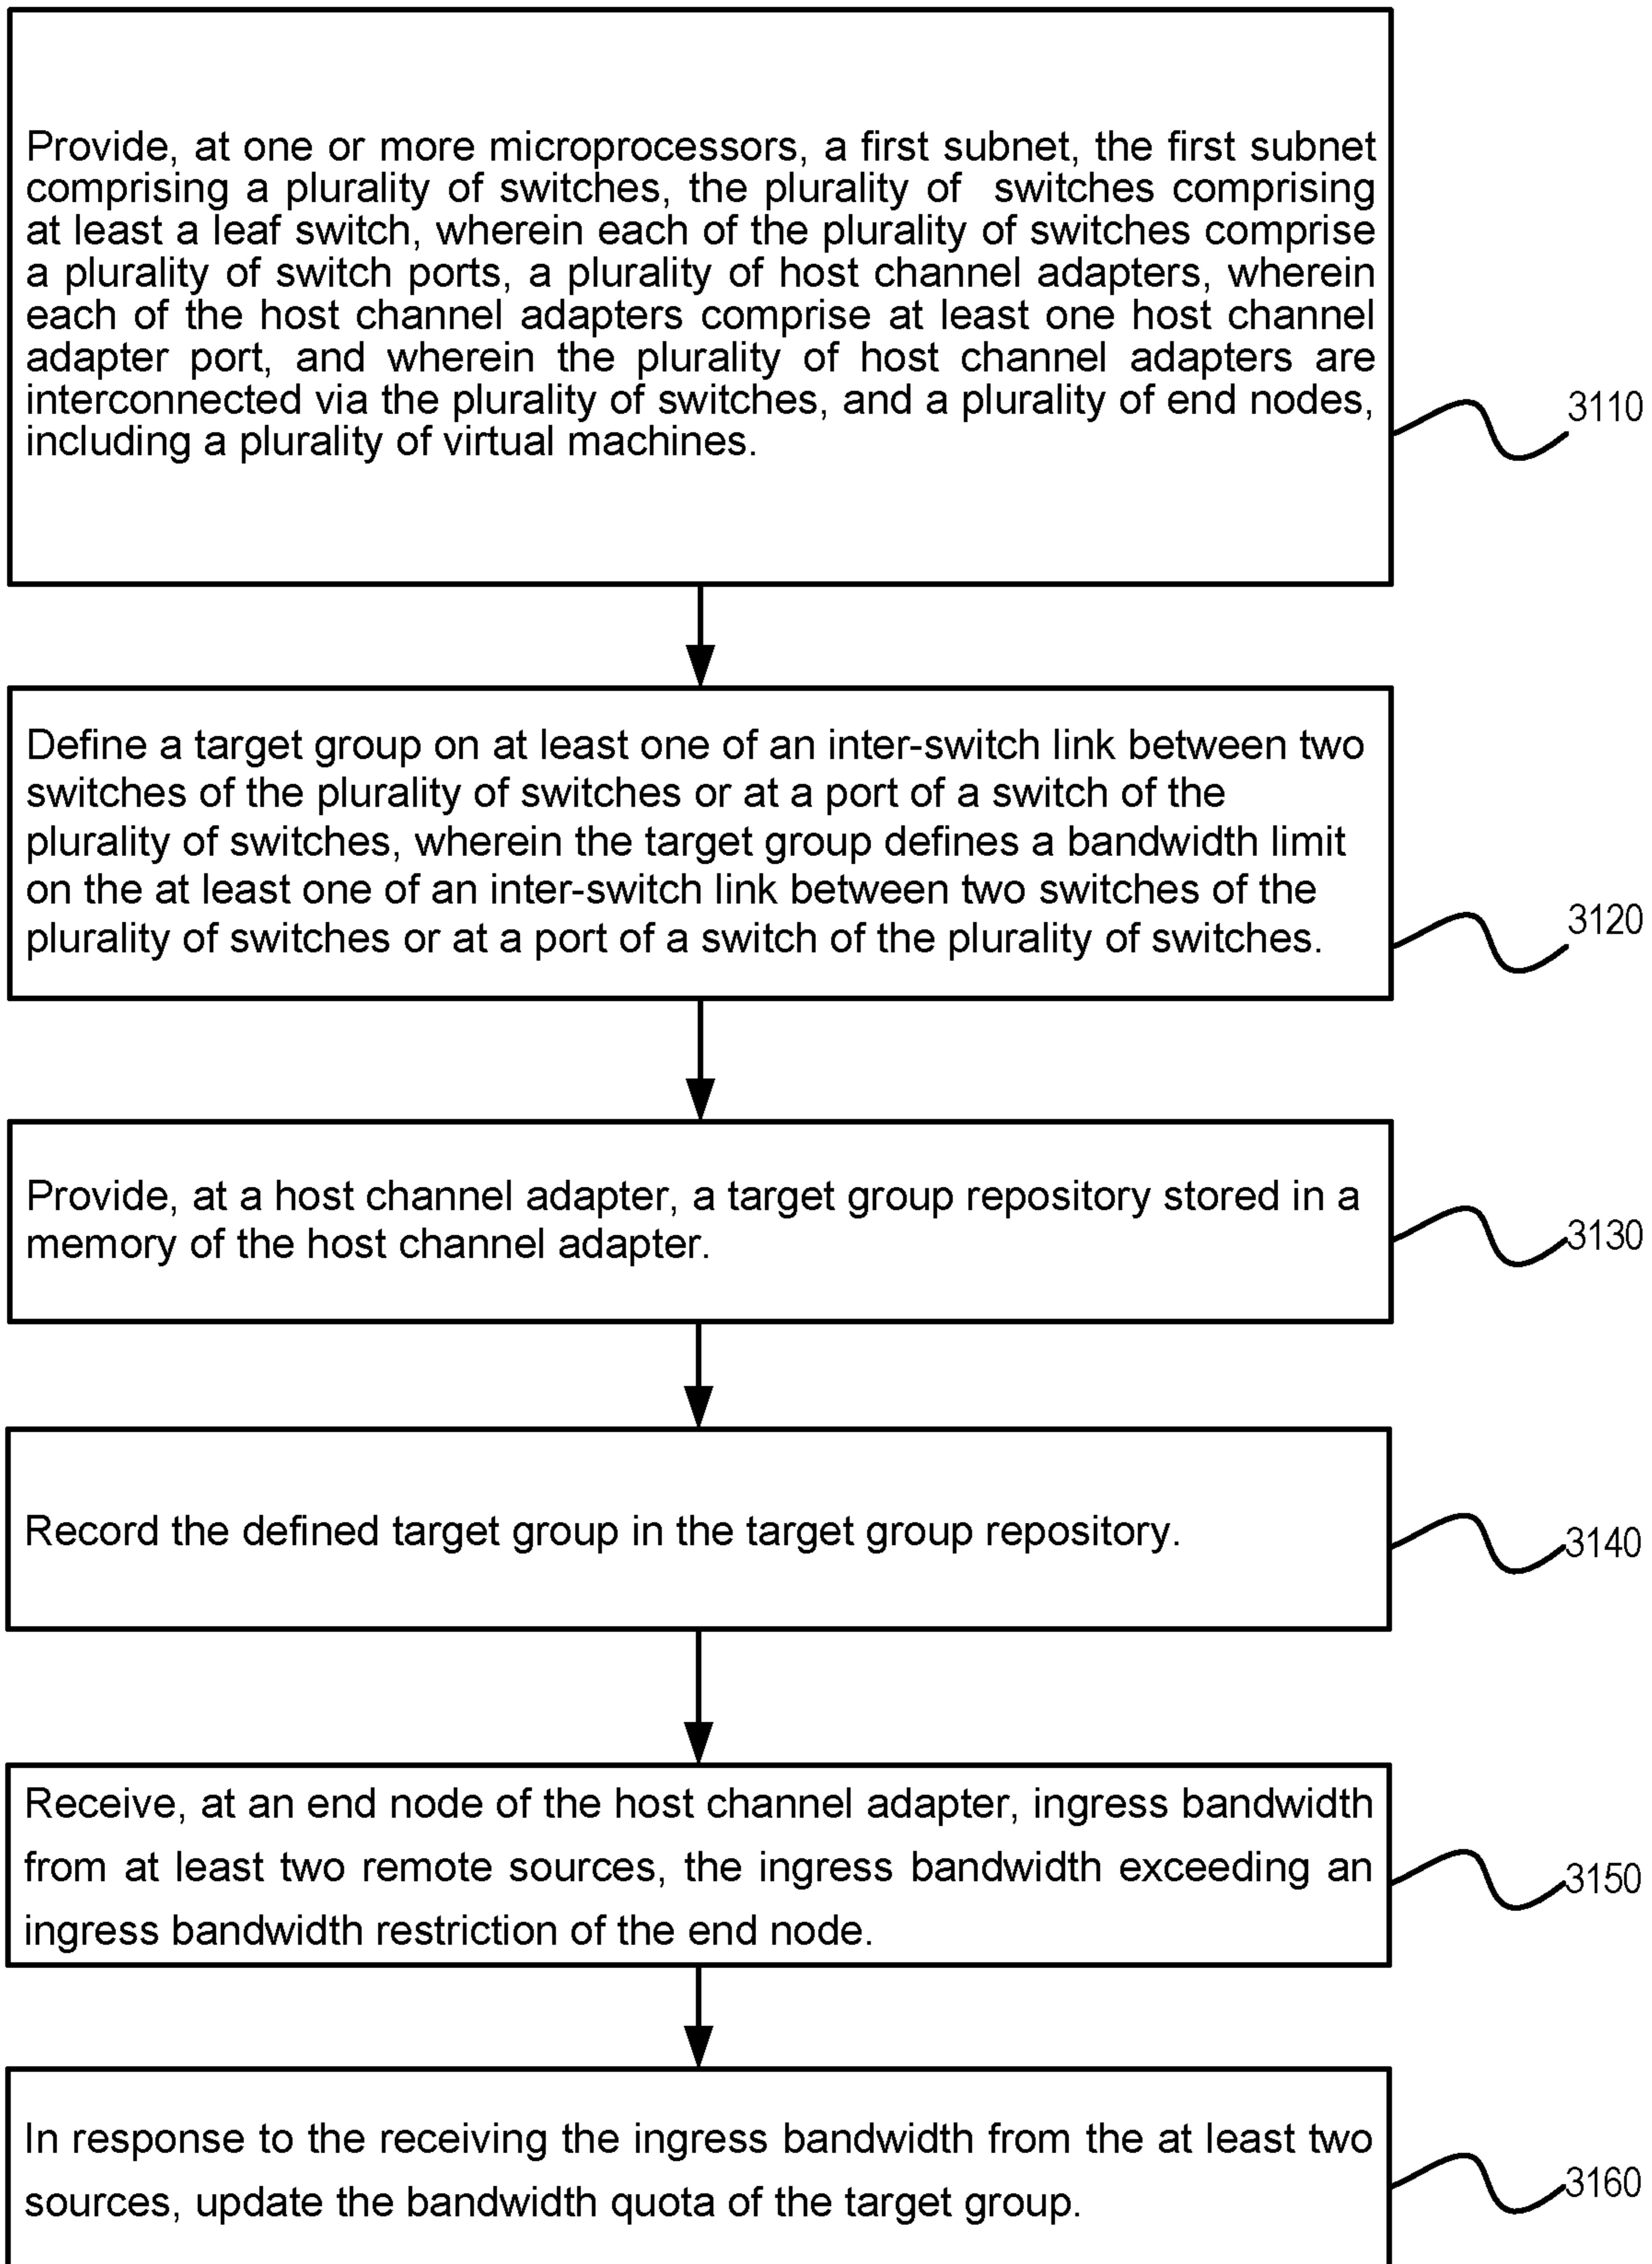 Provide, at one or more microprocessors, a first subnet, the first subnet
comprising a plurality of switches, the plurality of switches comprising
at least a leaf switch, wherein each of the plurality of switches comprise
a plurality of switch ports, a plurality of host channel adapters, wherein
each of the host channel adapters comprise at least one host channel
adapter port, and wherein the plurality of host channel adapters are
interconnected via the plurality of switches, and a plurality of end nodes,
including a plurality of virtual machines.
3110
Define a target group on at least one of an inter-switch link between two
switches of the plurality of switches or at a port of a switch of the
plurality of switches, wherein the target group defines a bandwidth limit
on the at least one of an inter-switch link between two switches of the
plurality of switches or at a port of a switch of the plurality of switches.
3120
Provide, at a host channel adapter, a target group repository stored in a
memory of the host channel adapter.
3130
Record the defined target group in the target group repository.
3140
Receive, at an end node of the host channel adapter, ingress bandwidth
from at least two remote sources, the ingress bandwidth exceeding an
ingress bandwidth restriction of the end node.
3150
In response to the receiving the ingress bandwidth from the at least two
sources, update the bandwidth quota of the target group.
3160